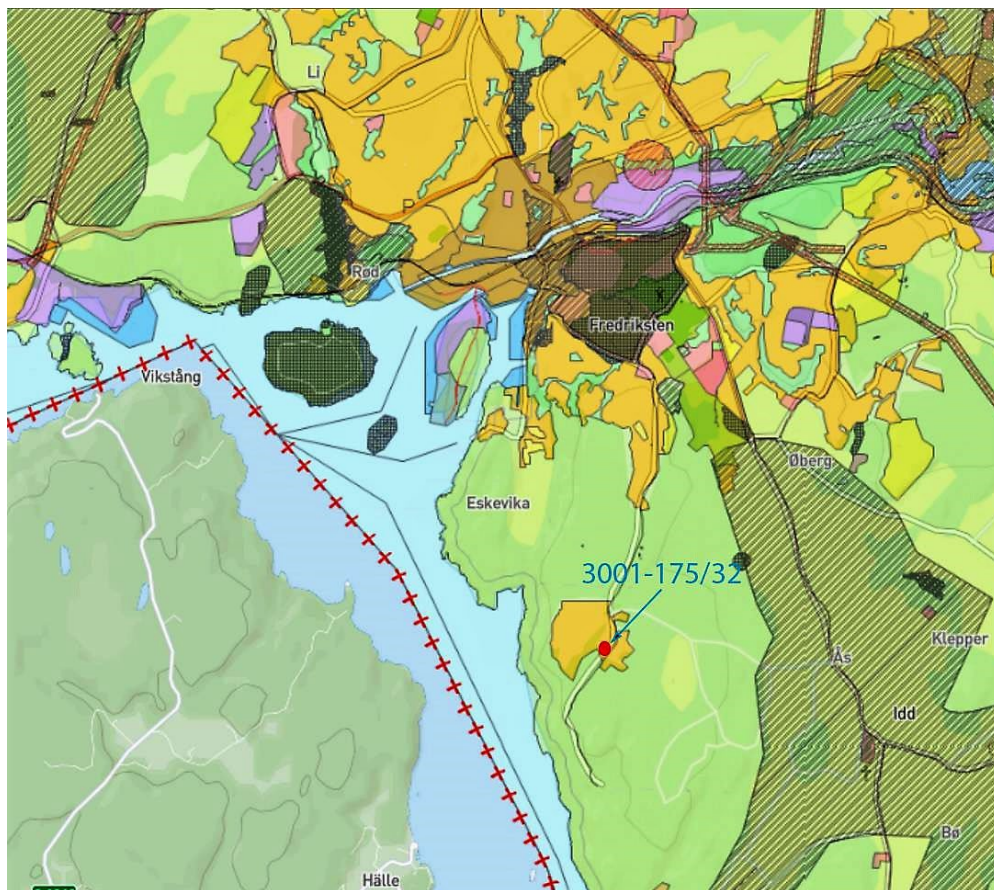 Li
P
Rød
Fredriksten
Vikstång
Øberg
Eskevika
3001-175/32
Klepper
Ås
Idd
Bø
Hälle